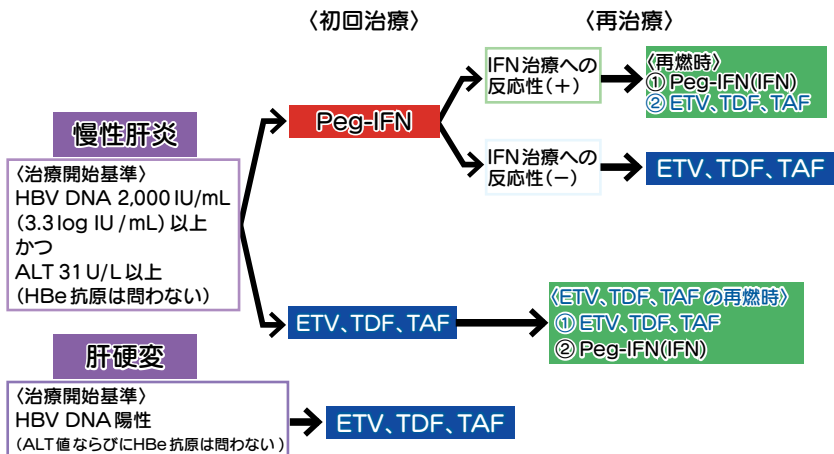 〈初回治療〉
〈再治療〉
慢性肝炎
〈治療開始基準〉
HBV DNA 2,000 IU/mL
(3.3 log IU / mL) 以上
かつ
ALT 31 U/L 以上
(HBe 抗原は問わない)
Peg-IFN
IFN 治療への
反応性(+)
〈再燃時〉
① Peg-IFN(IFN)
② ETV、TDF、TAF
IFN 治療への
反応性(−)
ETV、TDF、TAF
ETV、TDF、TAF
〈ETV、TDF、TAF の再燃時〉
① ETV、TDF、TAF
② Peg-IFN(IFN)
肝硬変
〈治療開始基準〉
HBV DNA 陽性
(ALT 値ならびにHBe 抗原は問わない)
ETV、TDF、TAF